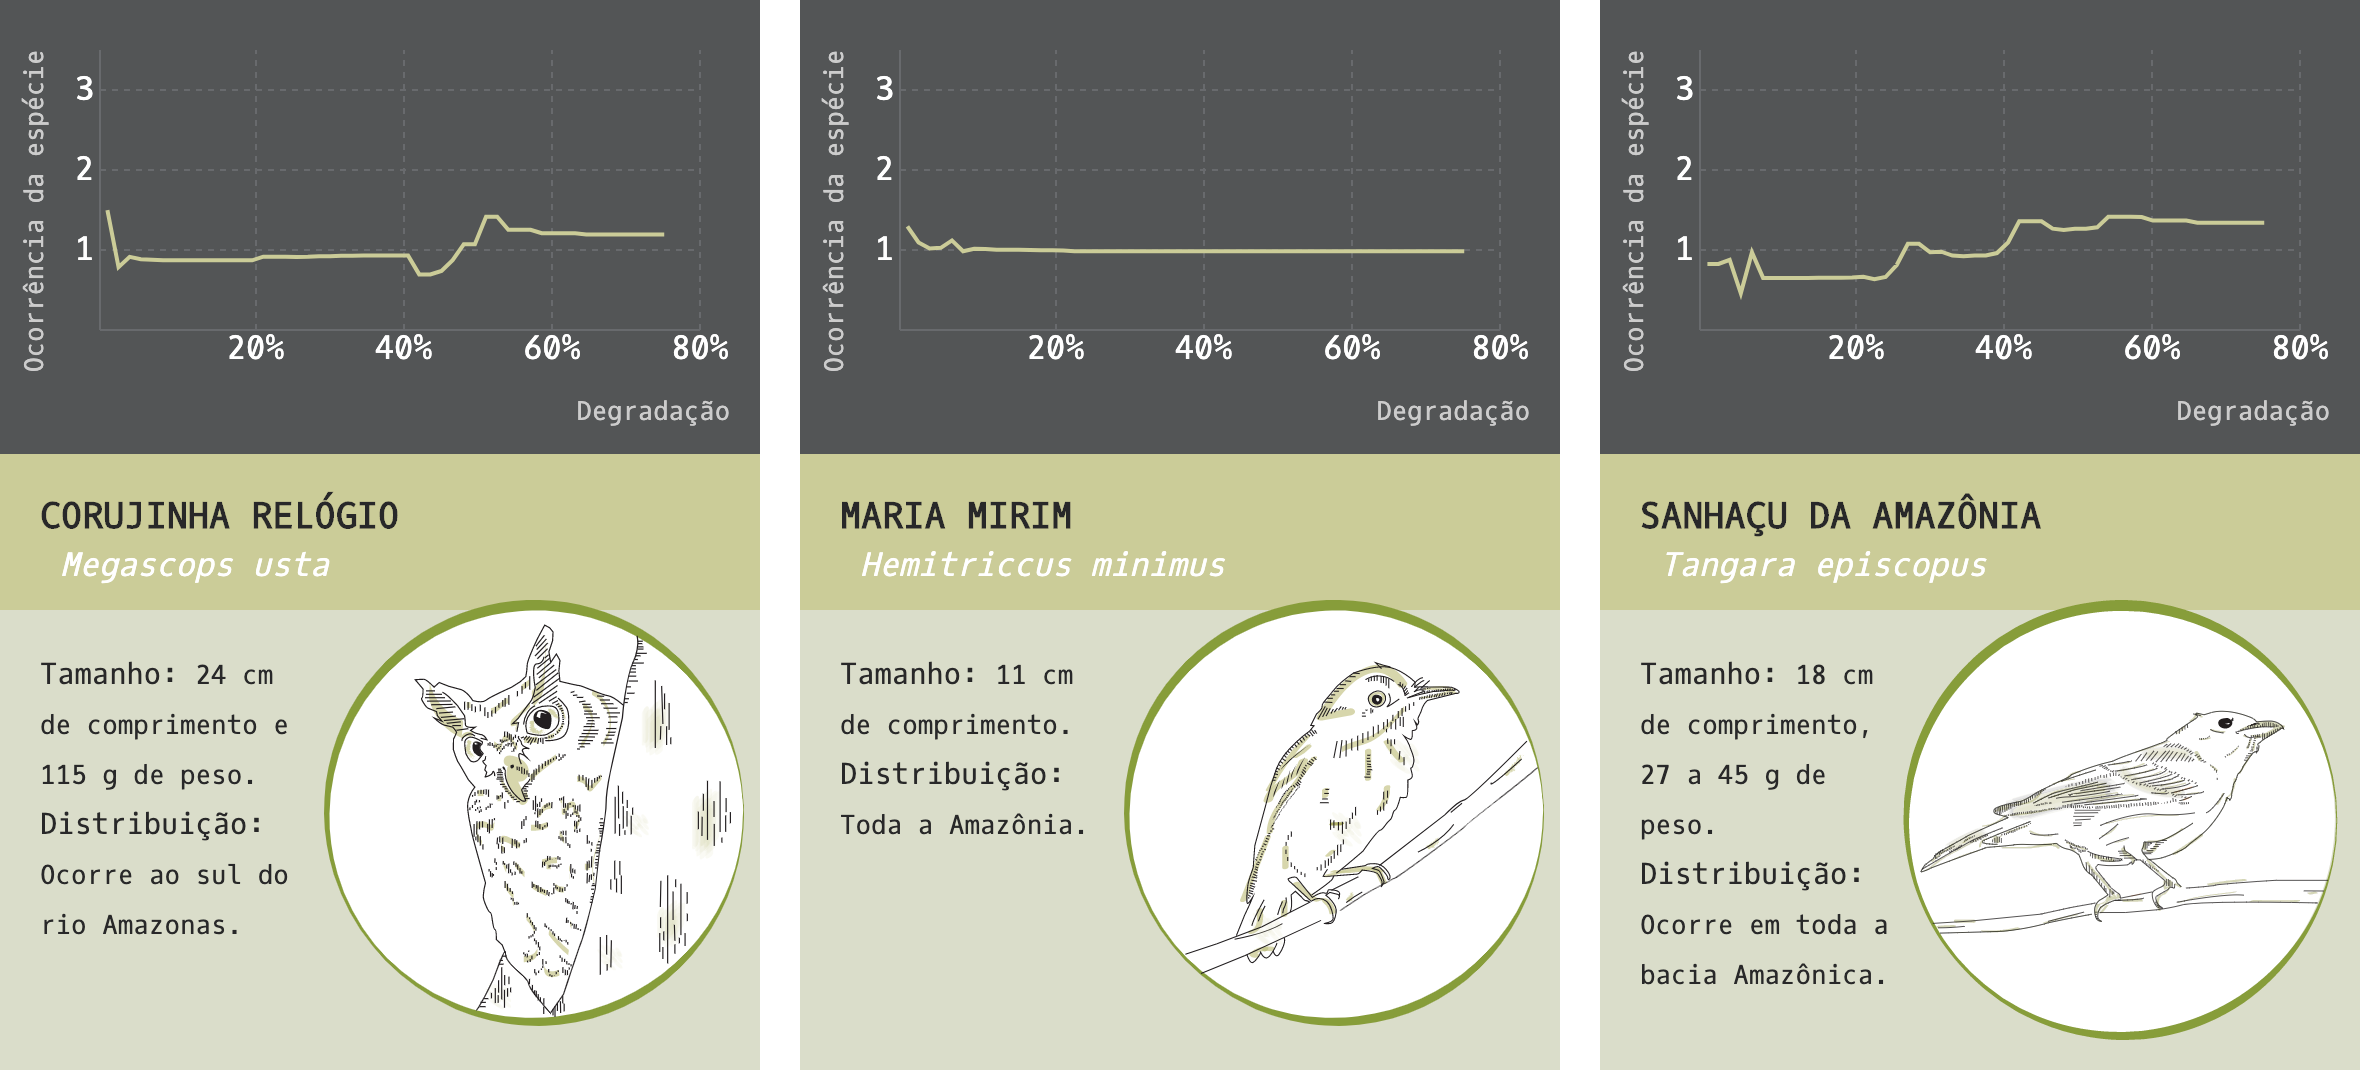 Ocorrência da espécie
3
2
1
20% 40% 60% 80%
Degradação
CORUJINHA RELÓGIO
Megascops usta
Tamanho: 24 cm
de comprimento e
115 g de peso.
Distribuição:
Ocorre ao sul do
rio Amazonas.
Ocorrência da espécie
3
2
1
20% 40% 60% 80%
Degradação
MARIA MIRIM
Hemitriccus minimus
Tamanho: 11 cm
de comprimento.
Distribuição:
Toda a Amazônia.
Ocorrência da espécie
3
2
1
20% 40% 60% 80%
Degradação
SANHAÇU DA AMAZÔNIA
Tangara episcopus
Tamanho: 18 cm
de comprimento,
27 a 45 g de
peso.
Distribuição:
Ocorre em toda a
bacia Amazônica.